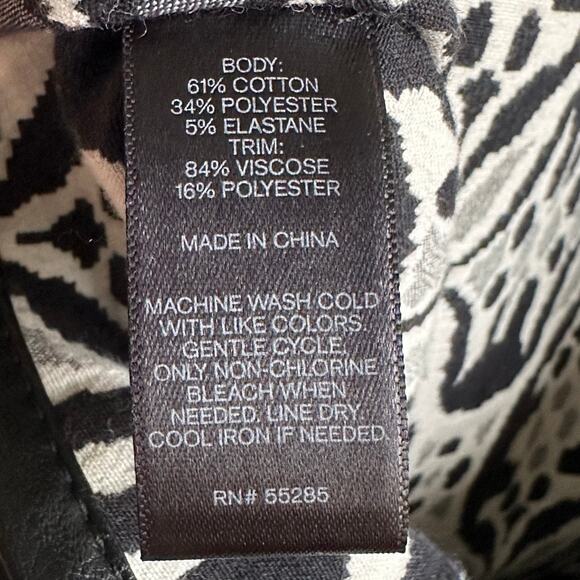 BODY:
61% COTTON
34% POLYESTER
5% ELASTANE
TRIM:
84% VISCOSE
16% POLYESTER
MADE IN CHINA
MACHINE WASH COLD
WITH LIKE COLORS.
GENTLE CYCLE.
ONLY NON-CHLORINE
BLEACH WHEN
NEEDED. LINE DRY.
COOL IRON IF NEEDED.
RN# 55285